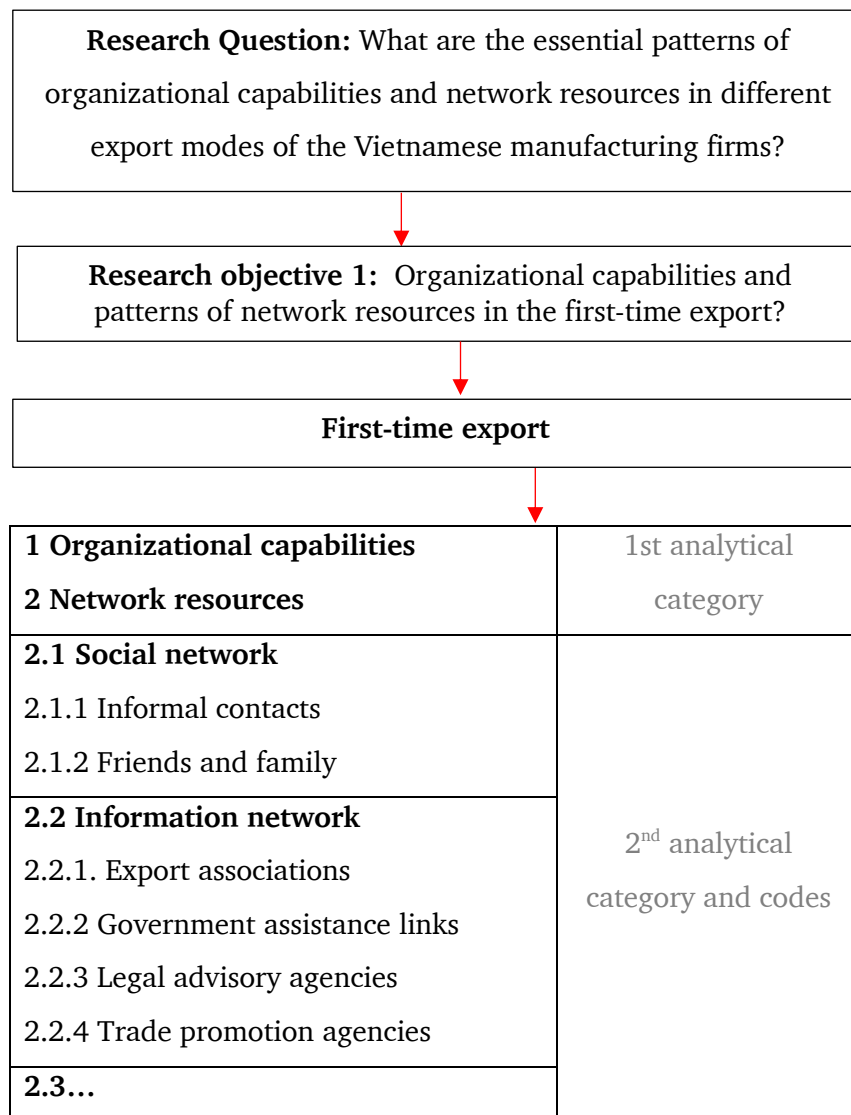 Research Question: What are the essential patterns of
organizational capabilities and network resources in different
export modes of the Vietnamese manufacturing firms?
Research objective 1: Organizational capabilities and
patterns of network resources in the first-time export?
First-time export
1 Organizational capabilities
2 Network resources
1st analytical
category
2.1 Social network
2.1.1 Informal contacts
2.1.2 Friends and family
2.2 Information network
2.2.1. Export associations
2.2.2 Government assistance links
2.2.3 Legal advisory agencies
2.2.4 Trade promotion agencies
2.3...
2nd analytical
category and codes